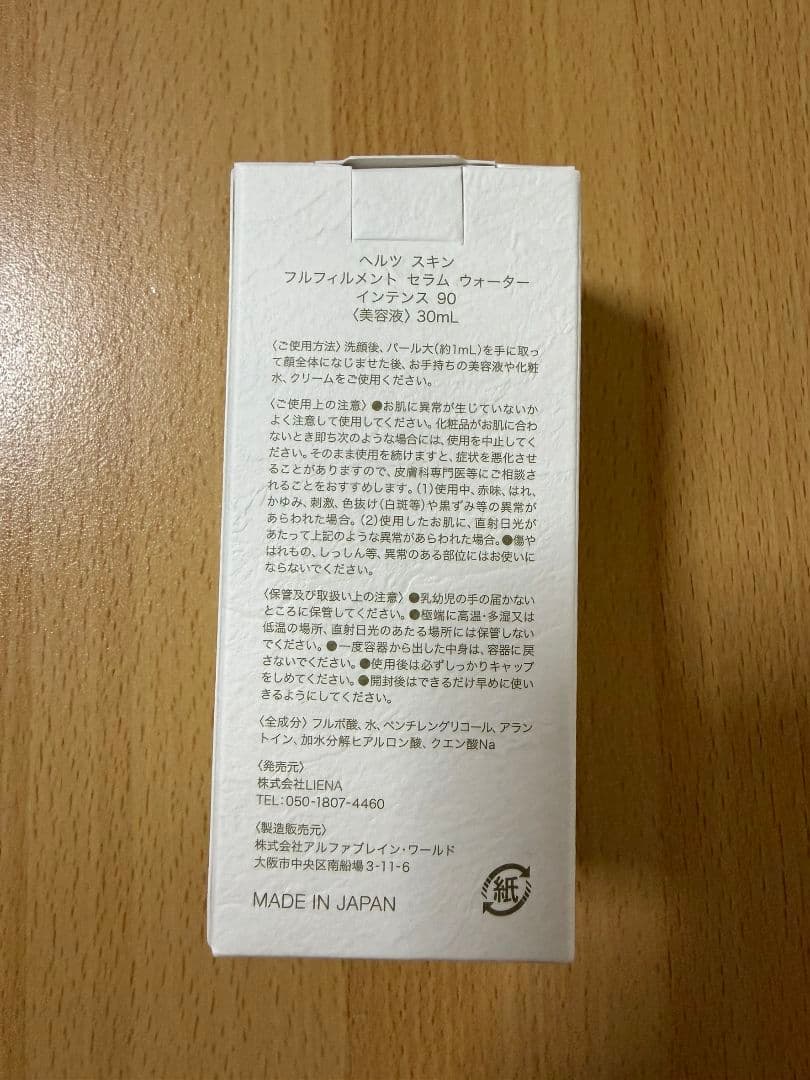 ヘルツ スキン
フルフィルメント セラム ウォーター
インテンス 90
〈美容液〉 30mL
〈ご使用方法〉洗顔後、パール大(約1mL)を手に取っ
て顔全体になじませた後、お手持ちの美容液や化粧
水、クリームをご使用ください。
〈ご使用上の注意〉●お肌に異常が生じていないか
よく注意して使用してください。化粧品がお肌に合わ
ないとき即ち次のような場合には、使用を中止してく
ださい。そのまま使用を続けますと、症状を悪化させ
ることがありますので、皮膚科専門医等にご相談さ
れることをおすすめします。(1)使用中、赤味、はれ、
かゆみ、刺激、色抜け(白斑等)や黒ずみ等の異常が
あらわれた場合。(2)使用したお肌に、直射日光が
あたって上記のような異常があらわれた場合。●傷や
はれもの、しっしん等、異常のある部位にはお使いに
ならないでください。
〈保管及び取扱い上の注意〉●乳幼児の手の届かない
ところに保管してください。●極端に高温・多湿又は
低温の場所、直射日光のあたる場所には保管しない
でください。●一度容器から出した中身は、容器に戻
さないでください。●使用後は必ずしっかりキャップ
をしめてください。●開封後はできるだけ早めに使い
きるようにしてください。
〈全成分〉フルボ酸、水、ペンチレングリコール、アラン
トイン、加水分解ヒアルロン酸、クエン酸Na
〈発売元〉
株式会社LIENA
TEL:050-1807-4460
〈製造販売元〉
株式会社アルファブレイン・ワールド
大阪市中央区南船場3-11-6
MADE IN JAPAN
紙